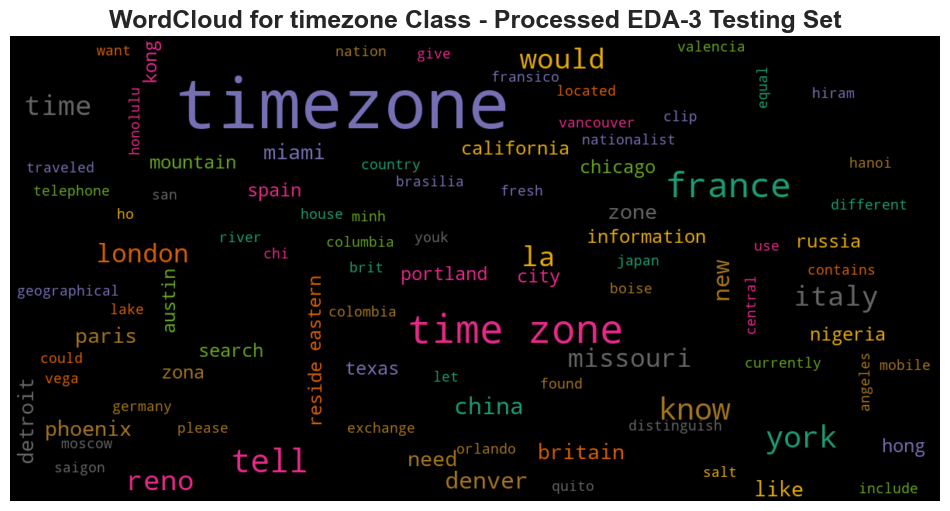 WordCloud for timezone Class - Processed EDA-3 Testing Set
want
nation
give
would
valencia
kong
fransico
located
equal
hiram
time
honolulu
timezone
vancouver
clip
nationalist
mountain
miami
california
chicago
hanoi
traveled
country
telephone
san
spain
brasilia
fresh
france
different
ho
house
minh
zone
river
columbia
youk
information
use
russia
london
chi
brit
la
japan
contains
portland
city
new
central
geographical
austin
boise
italy
lake
reside eastern
colombia
time zone
nigeria
paris
search
missouri
currently
angeles
mobile
could
vega
zona
texas
let
found
detroit
germany
china
know
phoenix
please
exchange
distinguish
york
moscow
hong
saigon
tell
need
orlando
britain
reno
denver
quito
salt
like
include